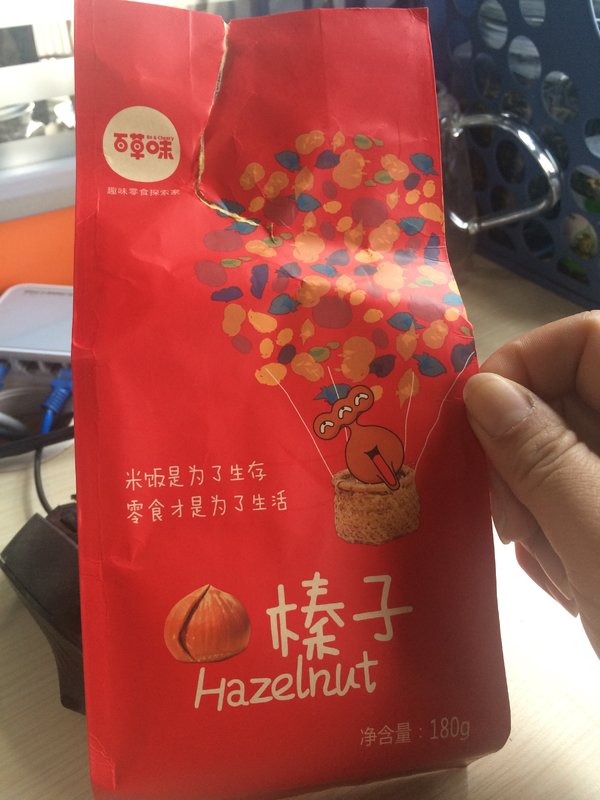 Be & Cheery
百草味
趣味零食探索家
米饭是为了生存
零食才是为了生活
榛子
Hazelnut
净含量：180g